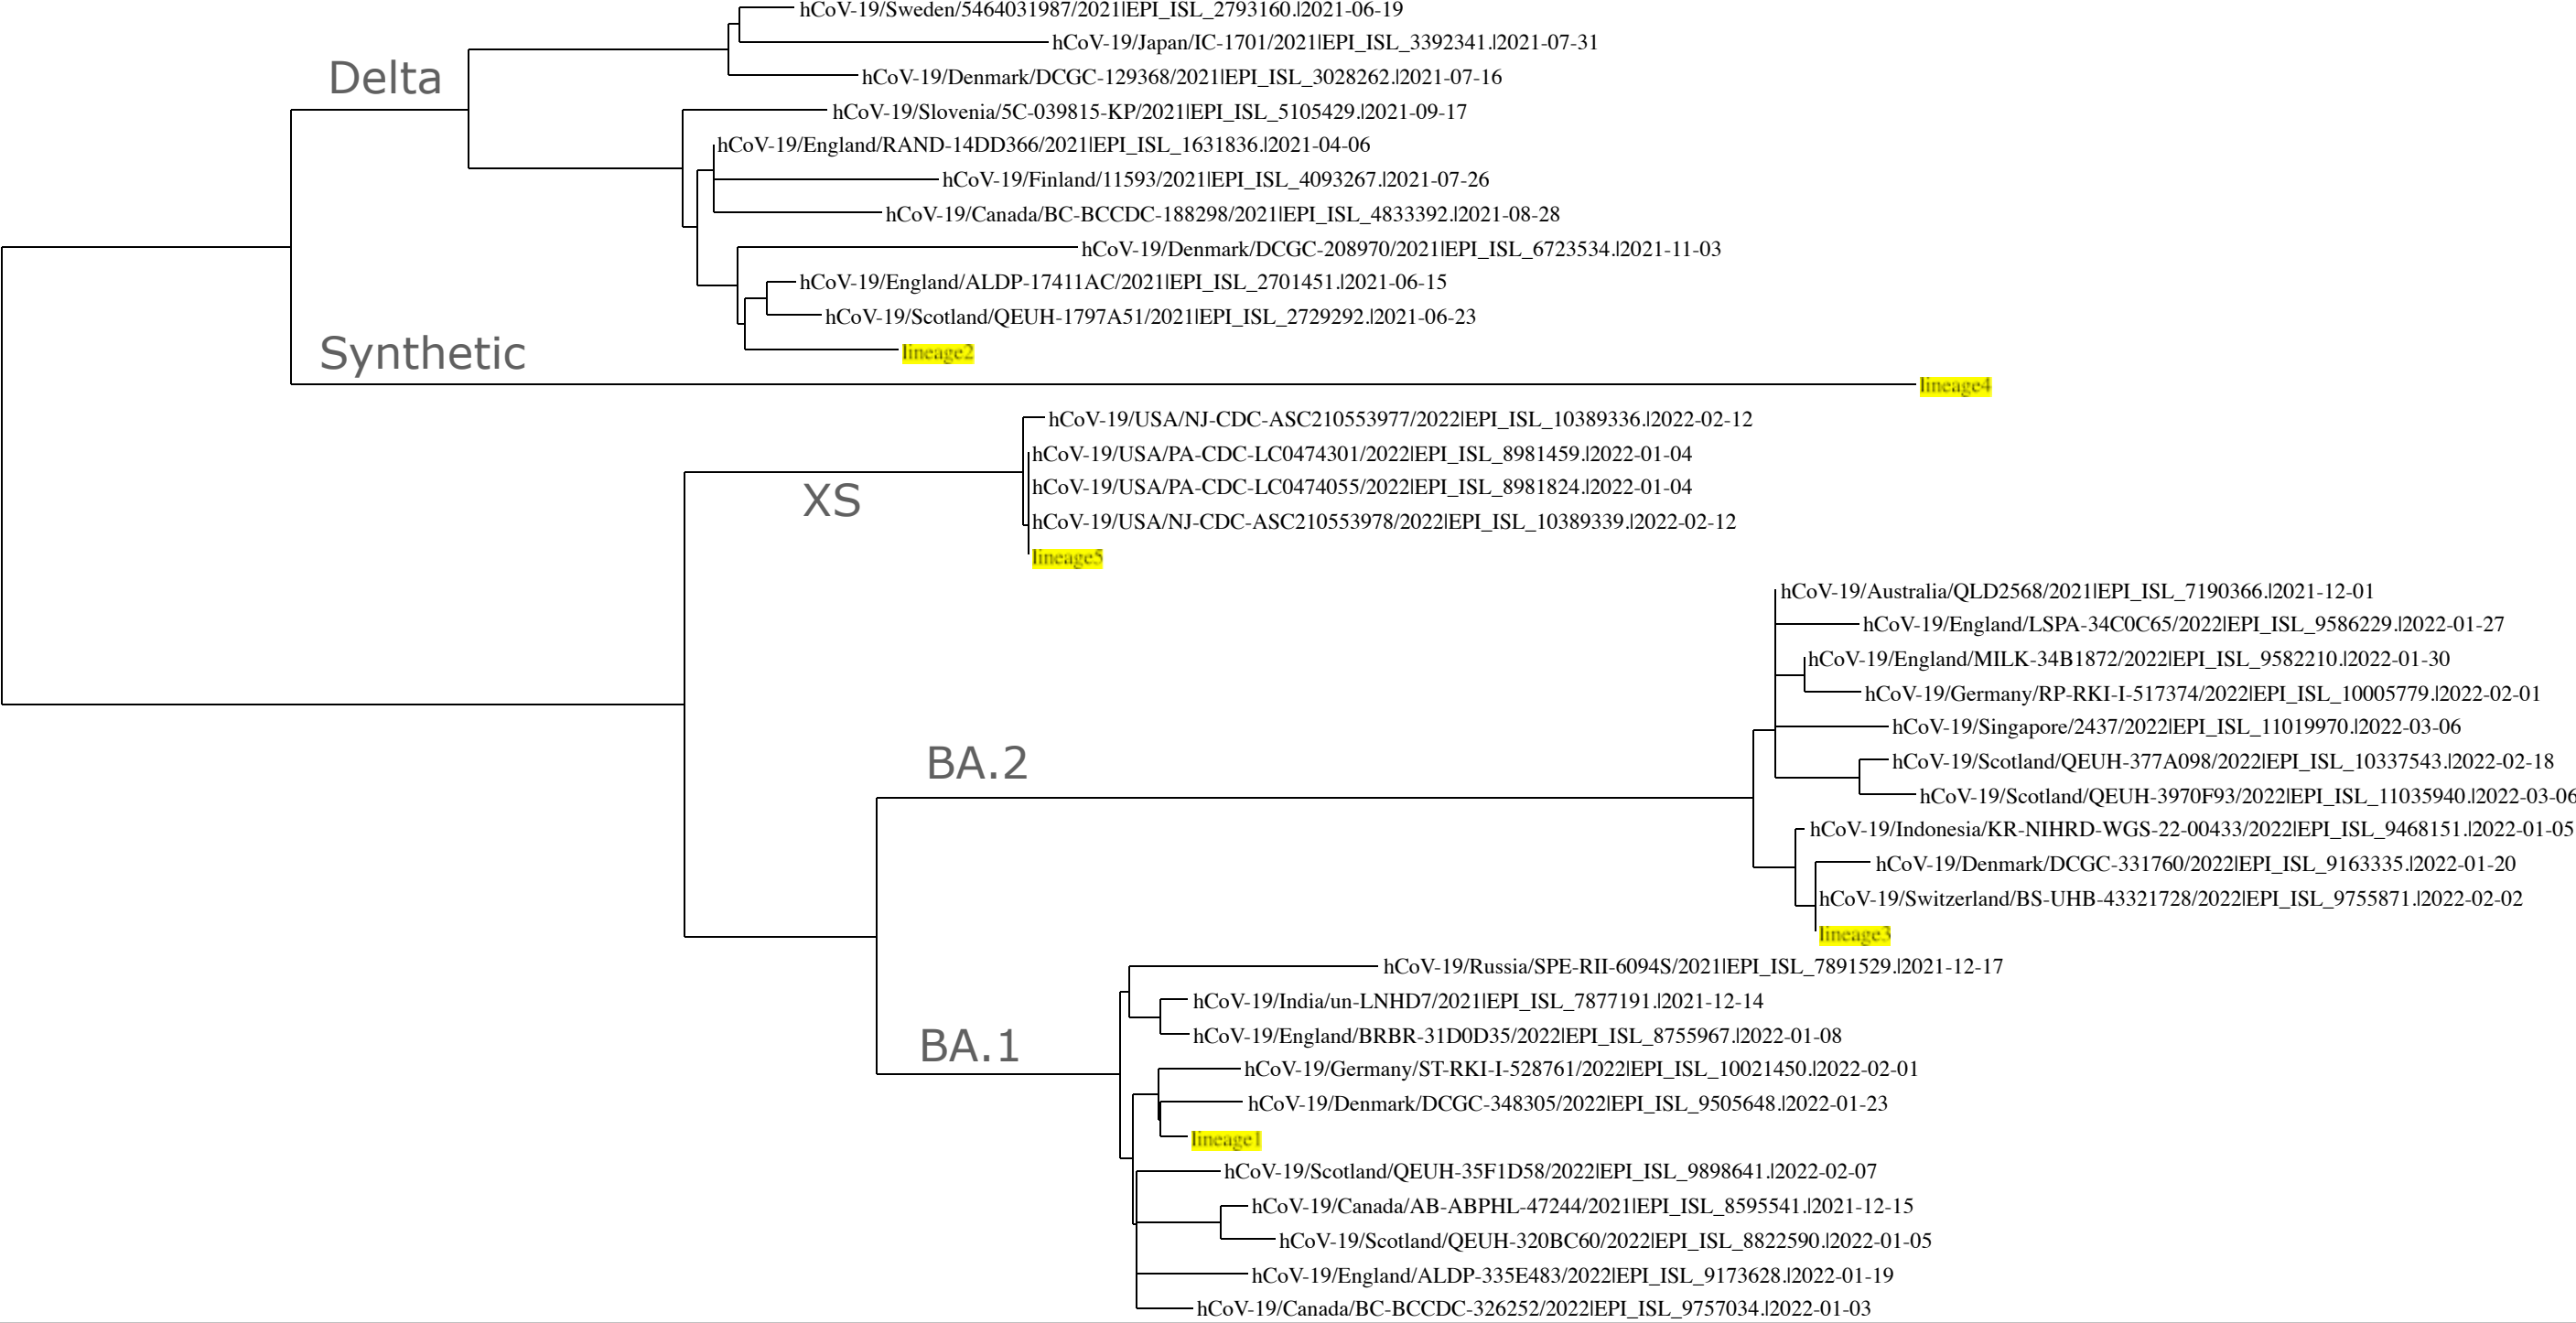 hCoV-19/Sweden/5464031987/2021|EPI_ISL_2793160.|2021-06-19
hCoV-19/Japan/IC-1701/2021|EPI_ISL_3392341.|2021-07-31
Delta
hCoV-19/Denmark/DCGC-129368/2021|EPI_ISL_3028262.|2021-07-16
hCoV-19/Slovenia/5C-039815-KP/2021|EPI_ISL_5105429.|2021-09-17
hCoV-19/England/RAND-14DD366/2021|EPI_ISL_1631836.|2021-04-06
hCoV-19/Finland/11593/2021|EPI_ISL_4093267.|2021-07-26
hCoV-19/Canada/BC-BCCDC-188298/2021|EPI_ISL_4833392.|2021-08-28
hCoV-19/Denmark/DCGC-208970/2021|EPI_ISL_6723534.|2021-11-03
hCoV-19/England/ALDP-17411AC/2021|EPI_ISL_2701451.|2021-06-15
hCoV-19/Scotland/QEUH-1797A51/2021|EPI_ISL_2729292.|2021-06-23
Synthetic
lineage2
lineage4
hCoV-19/USA/NJ-CDC-ASC210553977/2022|EPI_ISL_10389336.|2022-02-12
hCoV-19/USA/PA-CDC-LC0474301/2022|EPI_ISL_8981459.|2022-01-04
hCoV-19/USA/PA-CDC-LC0474055/2022|EPI_ISL_8981824.|2022-01-04
XS
hCoV-19/USA/NJ-CDC-ASC210553978/2022|EPI_ISL_10389339.|2022-02-12
lineage5
hCoV-19/Australia/QLD2568/2021|EPI_ISL_7190366.|2021-12-01
hCoV-19/England/LSPA-34C0C65/2022|EPI_ISL_9586229.|2022-01-27
hCoV-19/England/MILK-34B1872/2022|EPI_ISL_9582210.|2022-01-30
hCoV-19/Germany/RP-RKI-I-517374/2022|EPI_ISL_10005779.|2022-02-01
hCoV-19/Singapore/2437/2022|EPI_ISL_11019970.|2022-03-06
BA.2
hCoV-19/Scotland/QEUH-377A098/2022|EPI_ISL_10337543.|2022-02-18
hCoV-19/Scotland/QEUH-3970F93/2022|EPI_ISL_11035940.|2022-03-06
hCoV-19/Indonesia/KR-NIHRD-WGS-22-00433/2022|EPI_ISL_9468151.|2022-01-05
hCoV-19/Denmark/DCGC-331760/2022|EPI_ISL_9163335.|2022-01-20
hCoV-19/Switzerland/BS-UHB-43321728/2022|EPI_ISL_9755871.|2022-02-02
lineage3
hCoV-19/Russia/SPE-RII-6094S/2021|EPI_ISL_7891529.|2021-12-17
hCoV-19/India/un-LNHD7/2021|EPI_ISL_7877191.|2021-12-14
hCoV-19/England/BRBR-31D0D35/2022|EPI_ISL_8755967.|2022-01-08
BA.1
hCoV-19/Germany/ST-RKI-I-528761/2022|EPI_ISL_10021450.|2022-02-01
hCoV-19/Denmark/DCGC-348305/2022|EPI_ISL_9505648.|2022-01-23
lineage1
hCoV-19/Scotland/QEUH-35F1D58/2022|EPI_ISL_9898641.|2022-02-07
hCoV-19/Canada/AB-ABPHL-47244/2021|EPI_ISL_8595541.|2021-12-15
hCoV-19/Scotland/QEUH-320BC60/2022|EPI_ISL_8822590.|2022-01-05
hCoV-19/England/ALDP-335E483/2022|EPI_ISL_9173628.|2022-01-19
hCoV-19/Canada/BC-BCCDC-326252/2022|EPI_ISL_9757034.|2022-01-03